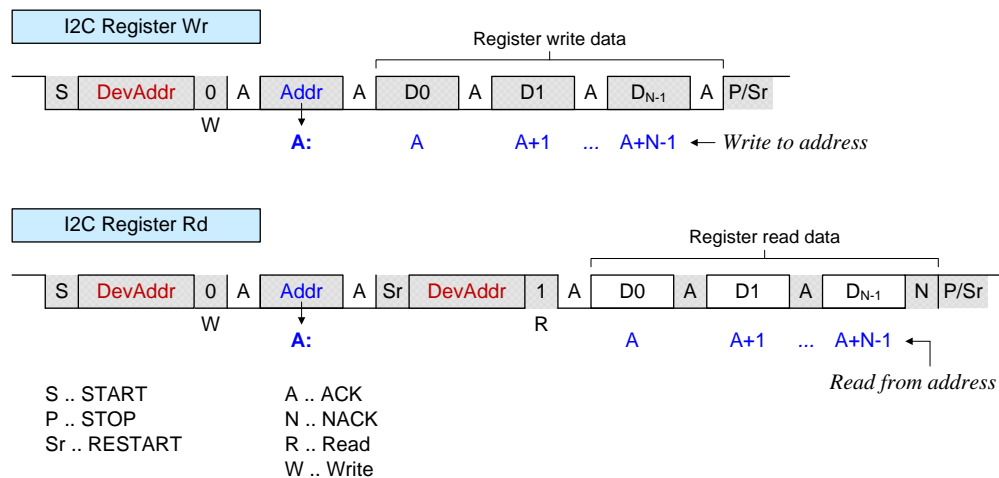 I2C Register Wr
Register write data
S DevAddr 0 A Addr A D0 A D1 A D_N-1 A P/Sr
W
A: A A+1 ... A+N-1 Write to address
I2C Register Rd
Register read data
S DevAddr 0 A Addr A Sr DevAddr 1 A D0 A D1 A D_N-1 N P/Sr
W R
A: A A+1 ... A+N-1
Read from address
S .. START A .. ACK
P .. STOP N .. NACK
Sr .. RESTART R .. Read
W .. Write